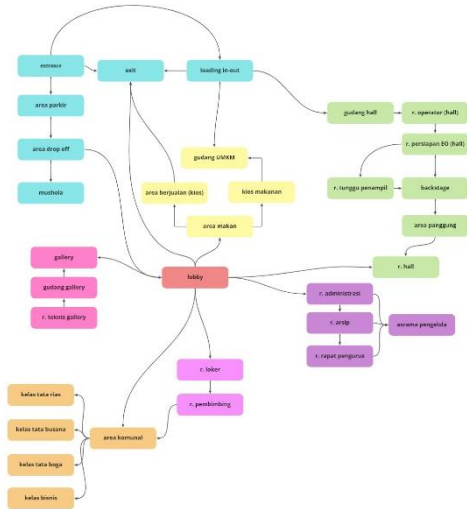 entrance
exit
loading in-out
area parkir
gudang hall
r. operator (hall)
area drop off
gudang UMKM
r. persiapan EO (hall)
mushola
area berjualan (kios)
kios makanan
r. tunggu penampil
backstage
area makan
area panggung
gallery
lobby
r. hall
gudang gallery
r. administrasi
r. teknis gallery
r. arsip
asrama pengelola
r. rapat pengurus
r. loker
r. pembimbing
kelas tata rias
kelas tata busana
area komunal
kelas tata boga
kelas bisnis